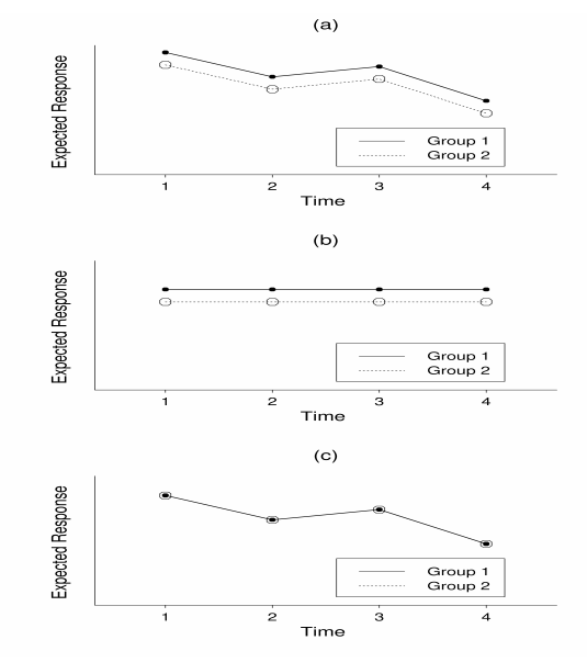 (a)
Expected Response
Group 1
Group 2
1 2 3 4
Time
(b)
Expected Response
Group 1
Group 2
1 2 3 4
Time
(c)
Expected Response
Group 1
Group 2
1 2 3 4
Time